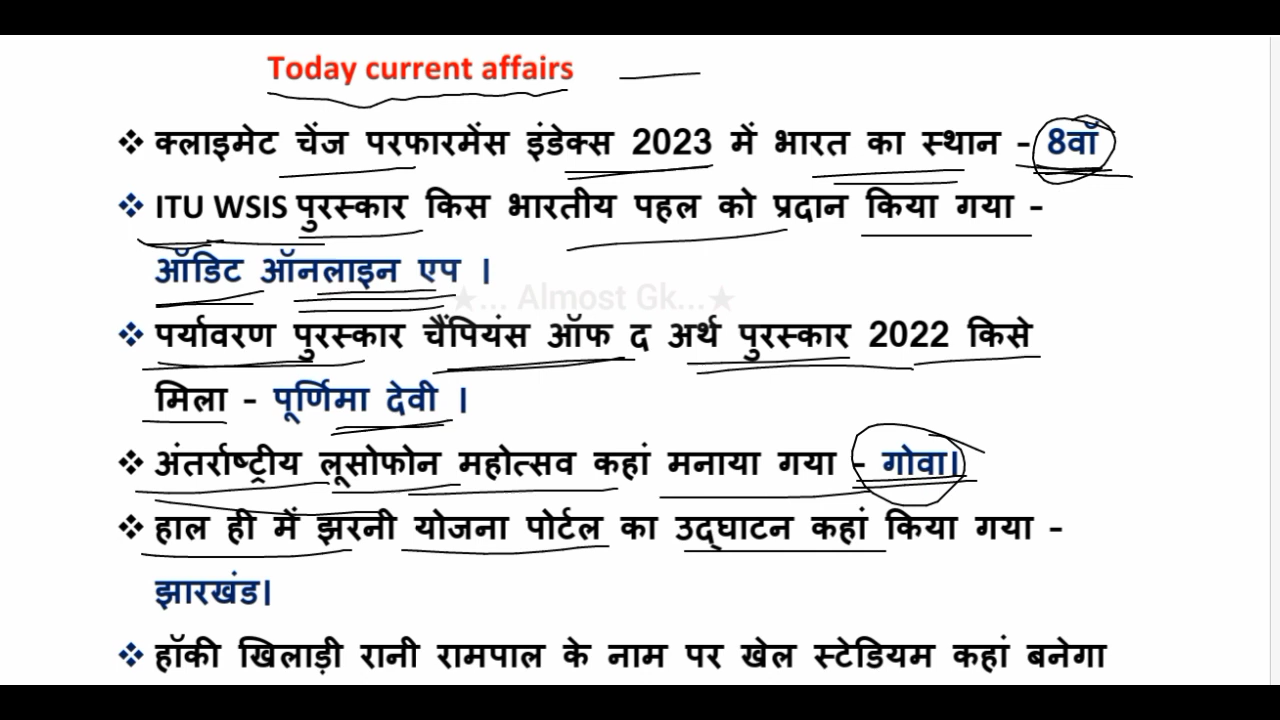 Today current affairs
❖ क्लाइमेट चेंज परफारमेंस इंडेक्स 2023 में भारत का स्थान - 8वाॅं
❖ ITU WSIS पुरस्कार किस भारतीय पहल को प्रदान किया गया -
ऑडिट ऑनलाइन एप ।
★... Almost Gk...★
❖ पर्यावरण पुरस्कार चैंपियंस ऑफ द अर्थ पुरस्कार 2022 किसे
मिला - पूर्णिमा देवी ।
❖ अंतर्राष्ट्रीय लूसोफोन महोत्सव कहां मनाया गया - गोवा।
❖ हाल ही में झरनी योजना पोर्टल का उद्घाटन कहां किया गया -
झारखंड।
❖ हॉकी खिलाड़ी रानी रामपाल के नाम पर खेल स्टेडियम कहां बनेगा